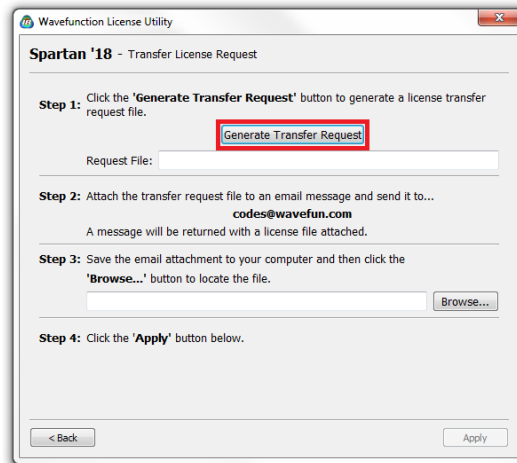 Wavefunction License Utility
Spartan '18 - Transfer License Request
Step 1: Click the 'Generate Transfer Request' button to generate a license transfer
request file.
Generate Transfer Request
Request File:
Step 2: Attach the transfer request file to an email message and send it to...
codes@wavefun.com
A message will be returned with a license file attached.
Step 3: Save the email attachment to your computer and then click the
'Browse...' button to locate the file.
Browse...
Step 4: Click the 'Apply' button below.
< Back
Apply